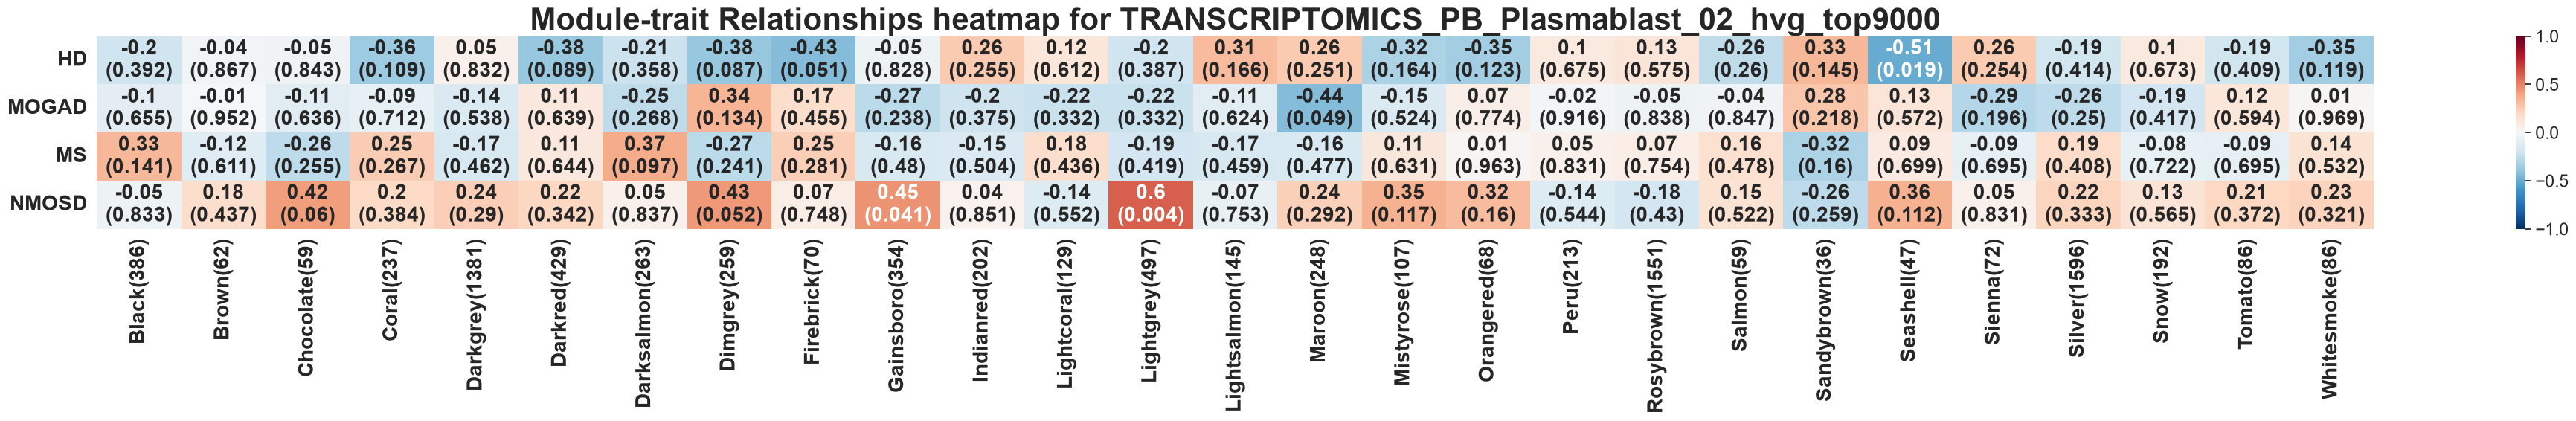 Module-trait Relationships heatmap for TRANSCRIPTOMICS_PB_Plasmablast_02_hvg_top9000
-0.2 -0.04 -0.05 -0.36 0.05 -0.38 -0.21 -0.38 -0.43 -0.05 0.26 0.12 -0.2 0.31 0.26 -0.32 -0.35 0.1 0.13 -0.26 0.33 -0.51 0.26 -0.19 0.1 -0.19 -0.35
HD
(0.392) (0.867) (0.843) (0.109) (0.832) (0.089) (0.358) (0.087) (0.051) (0.828) (0.255) (0.612) (0.387) (0.166) (0.251) (0.164) (0.123) (0.675) (0.575) (0.26) (0.145) (0.019) (0.254) (0.414) (0.673) (0.409) (0.119)
-0.1 -0.01 -0.11 -0.09 -0.14 0.11 -0.25 0.34 0.17 -0.27 -0.2 -0.22 -0.22 -0.11 -0.44 -0.15 0.07 -0.02 -0.05 -0.04 0.28 0.13 -0.29 -0.26 -0.19 0.12 0.01
MOGAD
(0.655) (0.952) (0.636) (0.712) (0.538) (0.639) (0.268) (0.134) (0.455) (0.238) (0.375) (0.332) (0.332) (0.624) (0.049) (0.524) (0.774) (0.916) (0.838) (0.847) (0.218) (0.572) (0.196) (0.25) (0.417) (0.594) (0.969)
0.33 -0.12 -0.26 0.25 -0.17 0.11 0.37 -0.27 0.25 -0.16 -0.15 0.18 -0.19 -0.17 -0.16 0.11 0.01 0.05 0.07 0.16 -0.32 0.09 -0.09 0.19 -0.08 -0.09 0.14
MS
(0.141) (0.611) (0.255) (0.267) (0.462) (0.644) (0.097) (0.241) (0.281) (0.48) (0.504) (0.436) (0.419) (0.459) (0.477) (0.631) (0.963) (0.831) (0.754) (0.478) (0.16) (0.699) (0.695) (0.408) (0.722) (0.695) (0.532)
-0.05 0.18 0.42 0.2 0.24 0.22 0.05 0.43 0.07 0.45 0.04 -0.14 0.6 -0.07 0.24 0.35 0.32 -0.14 -0.18 0.15 -0.26 0.36 0.05 0.22 0.13 0.21 0.23
NMOSD
(0.833) (0.437) (0.06) (0.384) (0.29) (0.342) (0.837) (0.052) (0.748) (0.041) (0.851) (0.552) (0.004) (0.753) (0.292) (0.117) (0.16) (0.544) (0.43) (0.522) (0.259) (0.112) (0.831) (0.333) (0.565) (0.372) (0.321)
Black(386)
Brown(62)
Chocolate(59)
Coral(237)
Darkgrey(1381)
Darkred(429)
Darksalmon(263)
Dimgrey(259)
Firebrick(70)
Gainsboro(354)
Indianred(202)
Lightcoral(129)
Lightgrey(497)
Lightsalmon(145)
Maroon(248)
Mistyrose(107)
Orangered(68)
Peru(213)
Rosybrown(1551)
Salmon(59)
Sandybrown(36)
Seashell(47)
Sienna(72)
Silver(1596)
Snow(192)
Tomato(86)
Whitesmoke(86)
1.0
0.5
0.0
−0.5
−1.0